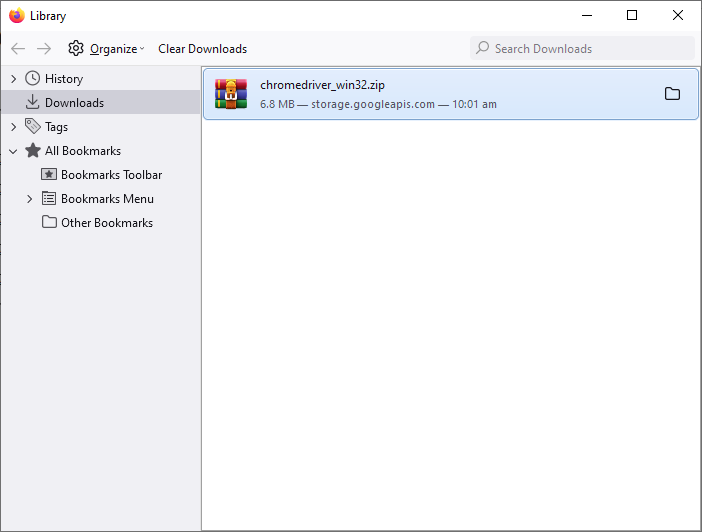 Library
Organize
Clear Downloads
Search Downloads
History
Downloads
Tags
All Bookmarks
Bookmarks Toolbar
Bookmarks Menu
Other Bookmarks
chromedriver_win32.zip
6.8 MB — storage.googleapis.com — 10:01 am